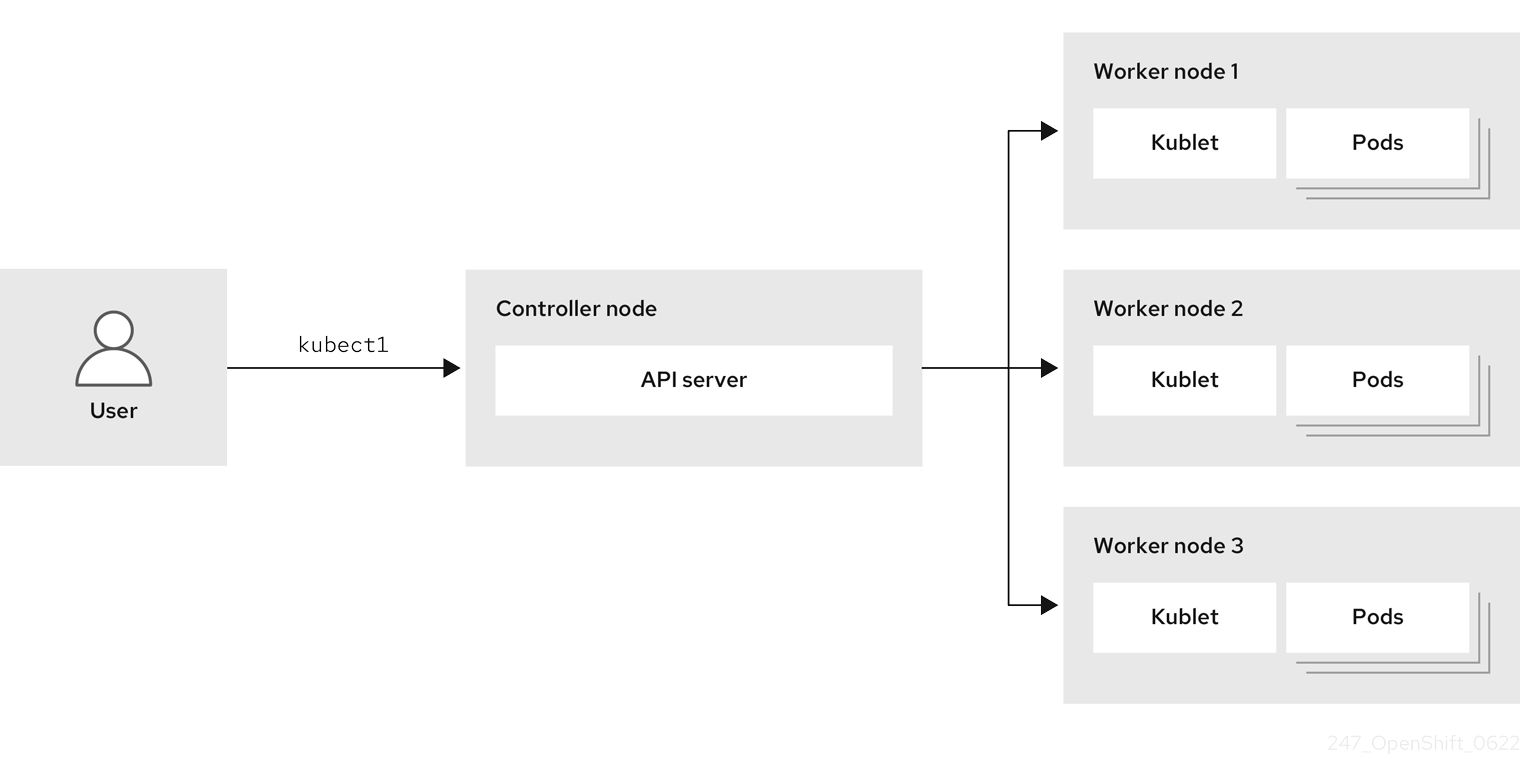 Worker node 1
Kublet
Pods
User
kubect1
Controller node
API server
Worker node 2
Kublet
Pods
Worker node 3
Kublet
Pods
247_OpenShift_0622